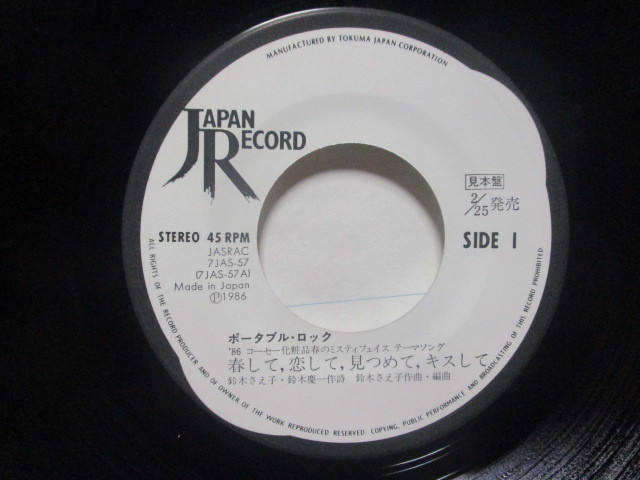 MANUFACTURED BY TOKUMA JAPAN CORPORATION
JAPAN
RECORD
見本盤
2/25発売
STEREO 45 RPM
SIDE 1
JASRAC
7JAS-57
(7JAS-57A)
Made in Japan
Ⓟ1986
ポータブル・ロック
'86 コーセー化粧品春のミスティフェイス テーマソング
春して, 恋して, 見つめて, キスして
鈴木さえ子・鈴木慶一作詩 鈴木さえ子作曲・編曲
ALL RIGHTS OF THE RECORD PRODUCER AND OF OWNER OF THE WORK RESERVED. COPYING, PUBLIC PERFORMANCE AND BROADCASTING OF THIS RECORD PROHIBITED.